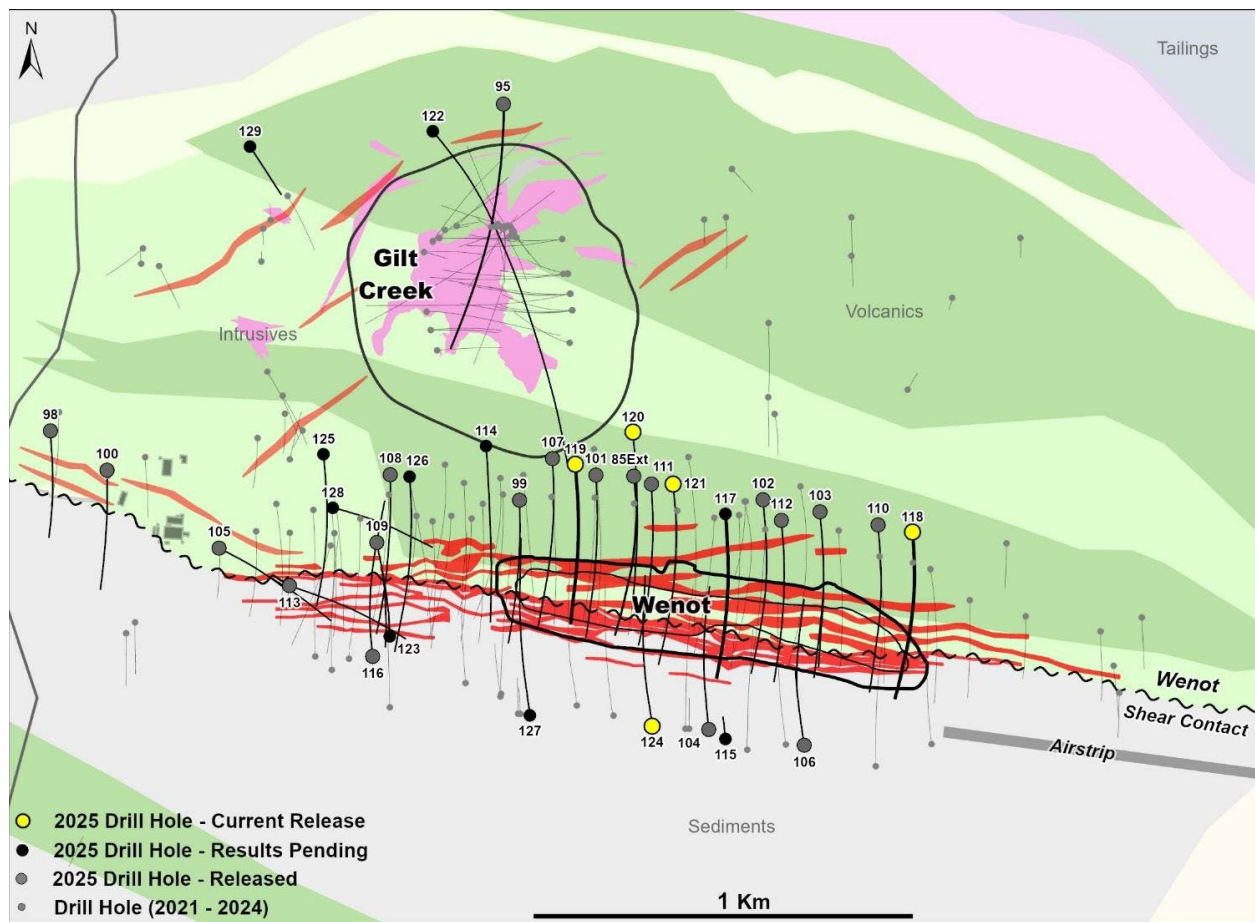 N
Tailings
95
122
129
Gilt
Creek
Volcanics
Intrusives
98
120
125
114
107
119
101
85Ext
100
108
126
111
121
102
103
99
112
117
128
110
118
109
105
113
Wenot
123
116
Wenot
Shear Contact
127
124
104
115
106
Airstrip
2025 Drill Hole - Current Release
Sediments
2025 Drill Hole - Results Pending
2025 Drill Hole - Released
Drill Hole (2021 - 2024)
1 Km